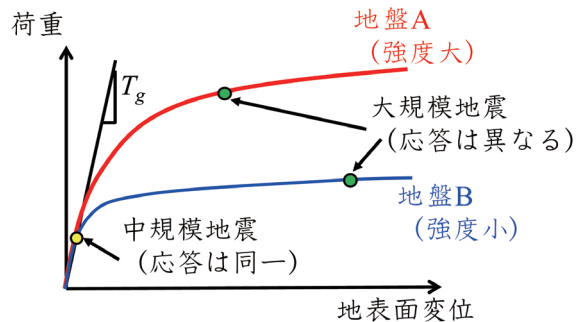 荷重
地盤A
(強度大)
Tg
大規模地震
(応答は異なる)
地盤B
(強度小)
中規模地震
(応答は同一)
地表面変位